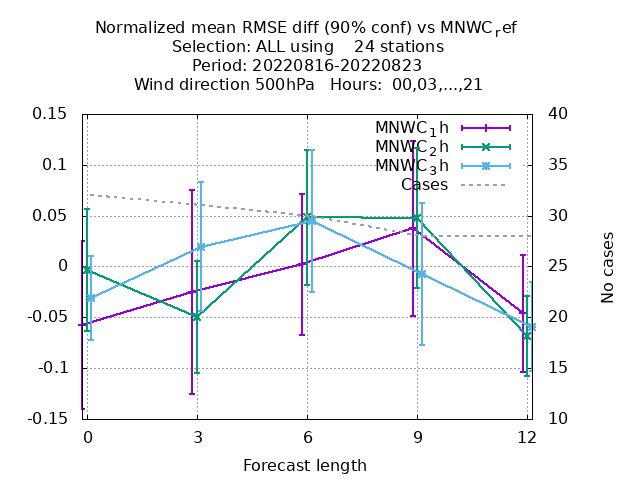 Normalized mean RMSE diff (90% conf) vs MNWC_ref
Selection: ALL using    24 stations
Period: 20220816-20220823
Wind direction 500hPa   Hours:  00,03,...,21
MNWC_1h
MNWC_2h
MNWC_3h
Cases
0.15
0.1
0.05
0
-0.05
-0.1
-0.15
40
35
30
25
20
15
10
No cases
0 3 6 9 12
Forecast length